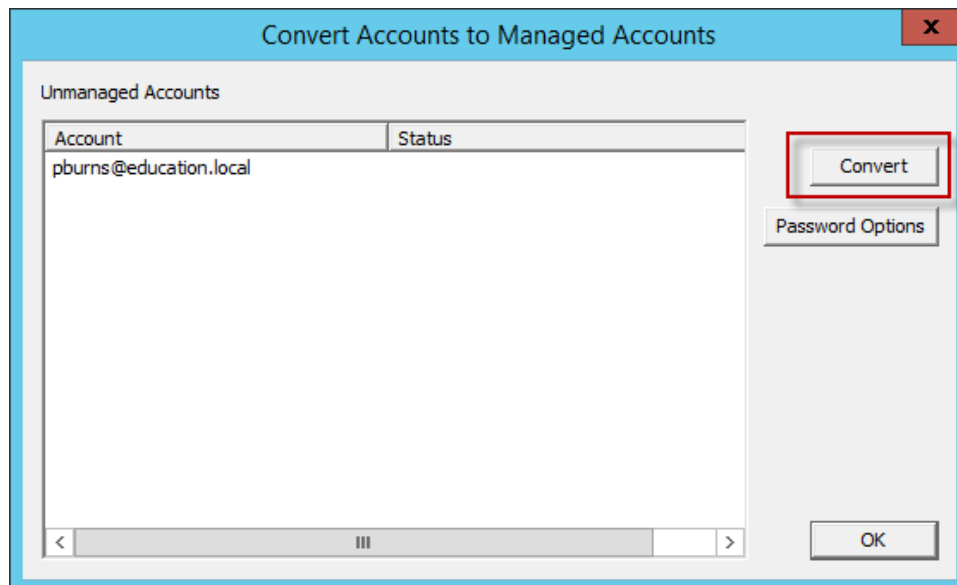 Convert Accounts to Managed Accounts
x
Unmanaged Accounts
Account Status
pburns@education.local
Convert
Password Options
OK